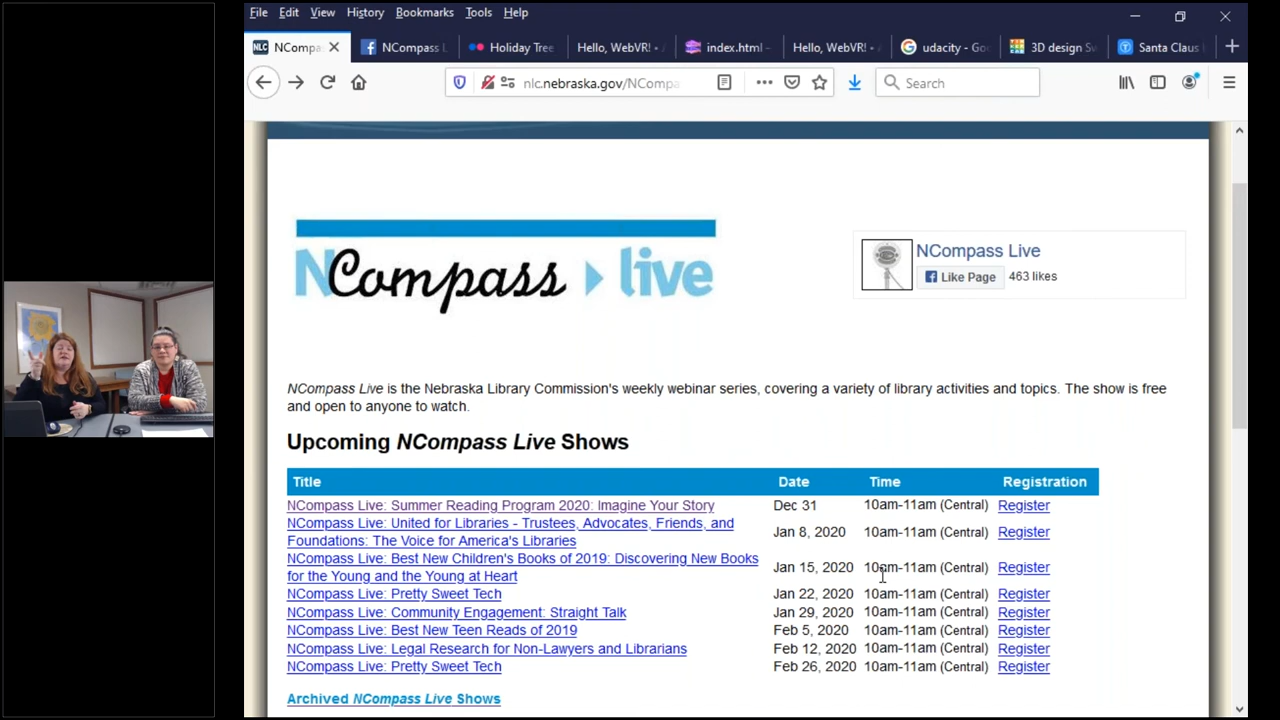 File Edit View History Bookmarks Tools Help
NLC NCompas NCompass L Holiday Tree Hello, WebVR! · index.html – Hello, WebVR! · udacity - Go 3D design Sw Santa Claus
nlc.nebraska.gov/NCompa Search
NCompass live
NCompass Live
Like Page 463 likes
NCompass Live is the Nebraska Library Commission's weekly webinar series, covering a variety of library activities and topics. The show is free
and open to anyone to watch.
Upcoming NCompass Live Shows
Title Date Time Registration
NCompass Live: Summer Reading Program 2020: Imagine Your Story Dec 31 10am-11am (Central) Register
NCompass Live: United for Libraries - Trustees, Advocates, Friends, and
Foundations: The Voice for America's Libraries Jan 8, 2020 10am-11am (Central) Register
NCompass Live: Best New Children's Books of 2019: Discovering New Books
for the Young and the Young at Heart Jan 15, 2020 10am-11am (Central) Register
NCompass Live: Pretty Sweet Tech Jan 22, 2020 10am-11am (Central) Register
NCompass Live: Community Engagement: Straight Talk Jan 29, 2020 10am-11am (Central) Register
NCompass Live: Best New Teen Reads of 2019 Feb 5, 2020 10am-11am (Central) Register
NCompass Live: Legal Research for Non-Lawyers and Librarians Feb 12, 2020 10am-11am (Central) Register
NCompass Live: Pretty Sweet Tech Feb 26, 2020 10am-11am (Central) Register
Archived NCompass Live Shows